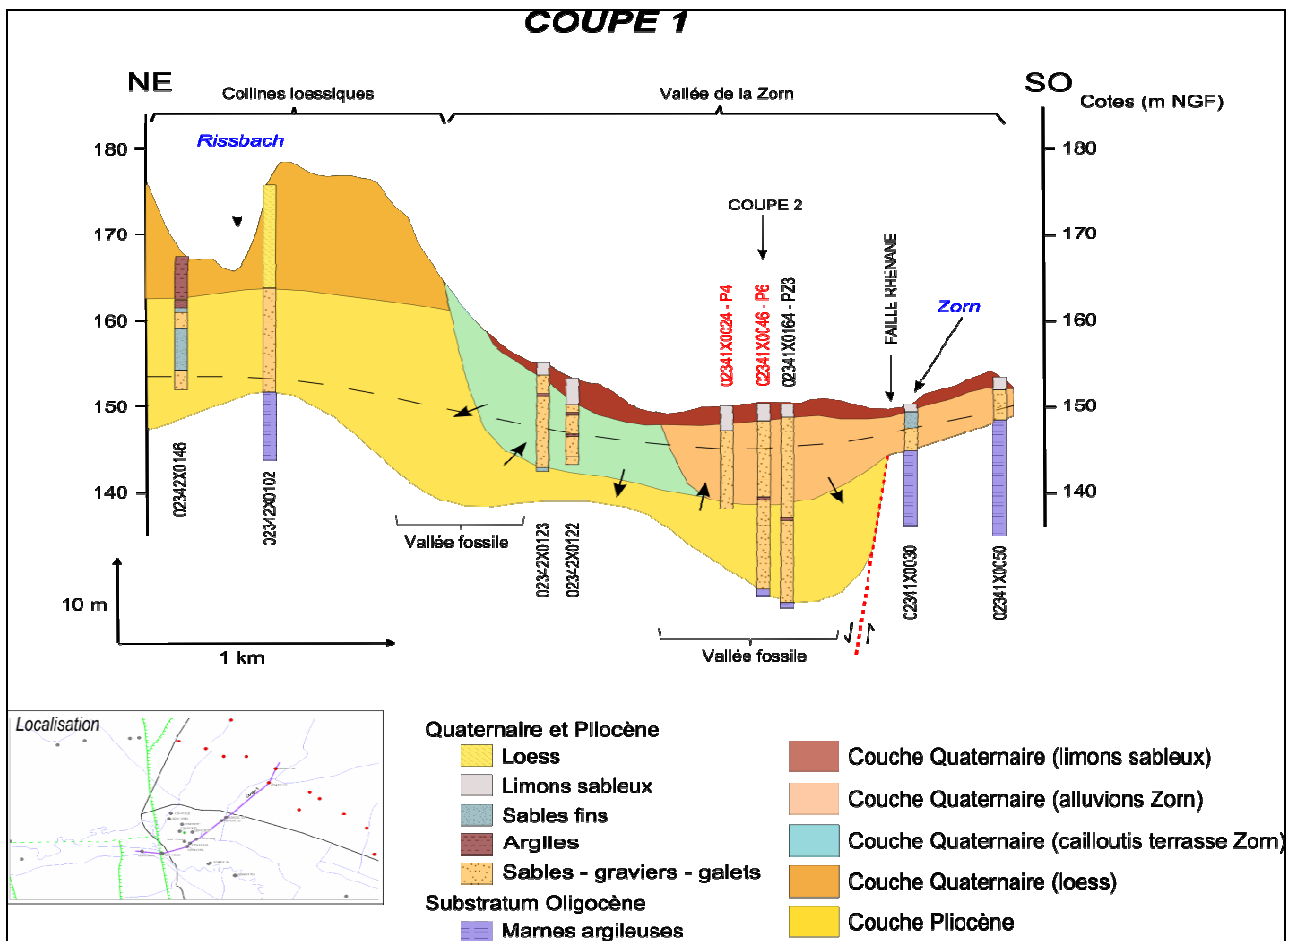 COUPE 1
NE
SO
Collines loessiques
Vallée de la Zorn
Cotes (m NGF)
Rissbach
180
180
COUPE 2
170
170
FAILLE RHENANE
Zorn
160
160
02341X0024 - P4
02341X0046 - P6
02341X0164 - PZ3
150
150
140
140
02342X0146
02342X0102
Vallée fossile
02342X0123
02342X0122
02341X0030
02341X0050
10 m
1 km
Vallée fossile
Localisation
Quaternaire et Pliocène
Loess
Limons sableux
Sables fins
Argiles
Sables - graviers - galets
Substratum Oligocène
Marnes argileuses
Couche Quaternaire (limons sableux)
Couche Quaternaire (alluvions Zorn)
Couche Quaternaire (cailloutis terrasse Zorn)
Couche Quaternaire (loess)
Couche Pliocène